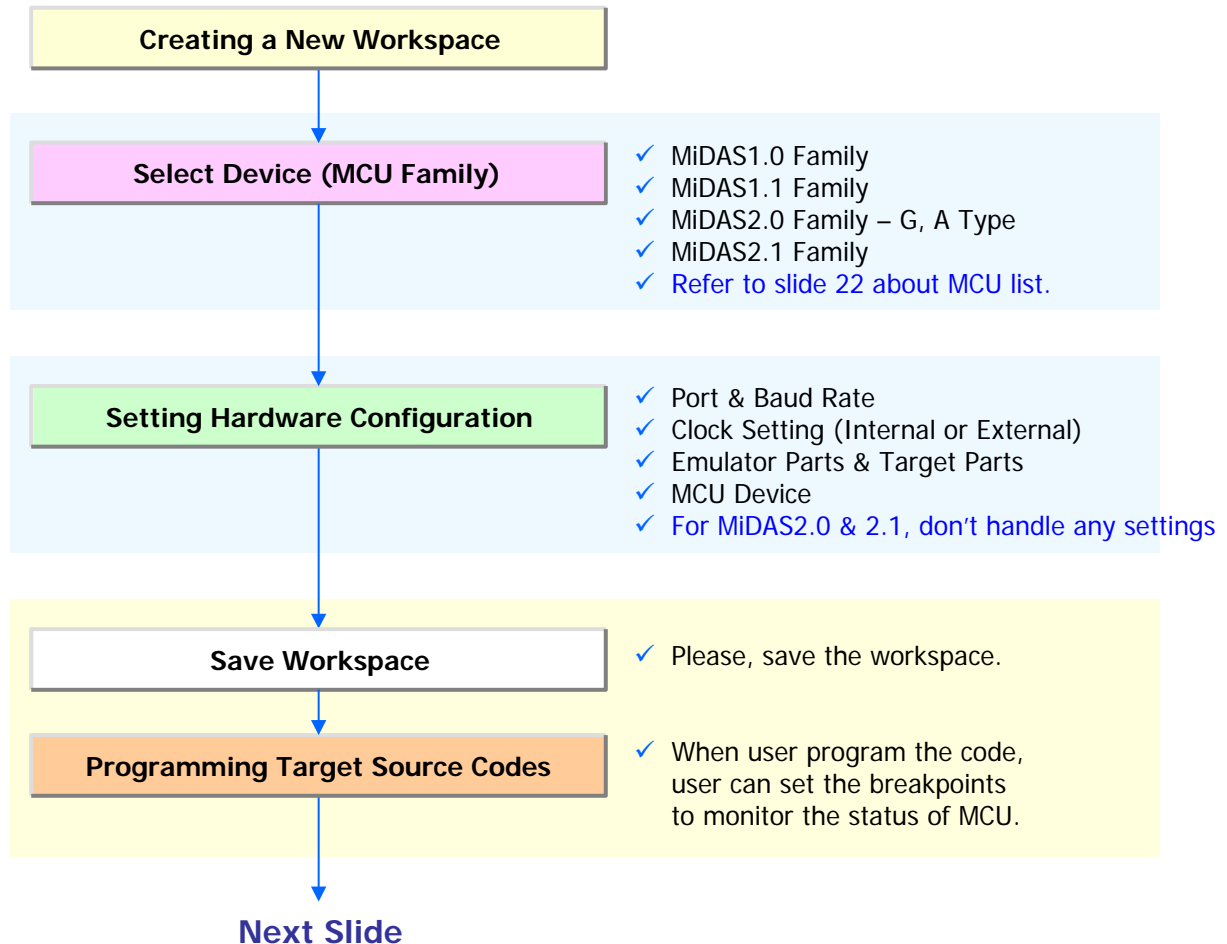 Creating a New Workspace
Select Device (MCU Family)
✓ MiDAS1.0 Family
✓ MiDAS1.1 Family
✓ MiDAS2.0 Family – G, A Type
✓ MiDAS2.1 Family
✓ Refer to slide 22 about MCU list.
Setting Hardware Configuration
✓ Port & Baud Rate
✓ Clock Setting (Internal or External)
✓ Emulator Parts & Target Parts
✓ MCU Device
✓ For MiDAS2.0 & 2.1, don't handle any settings
Save Workspace
✓ Please, save the workspace.
Programming Target Source Codes
✓ When user program the code,
user can set the breakpoints
to monitor the status of MCU.
Next Slide